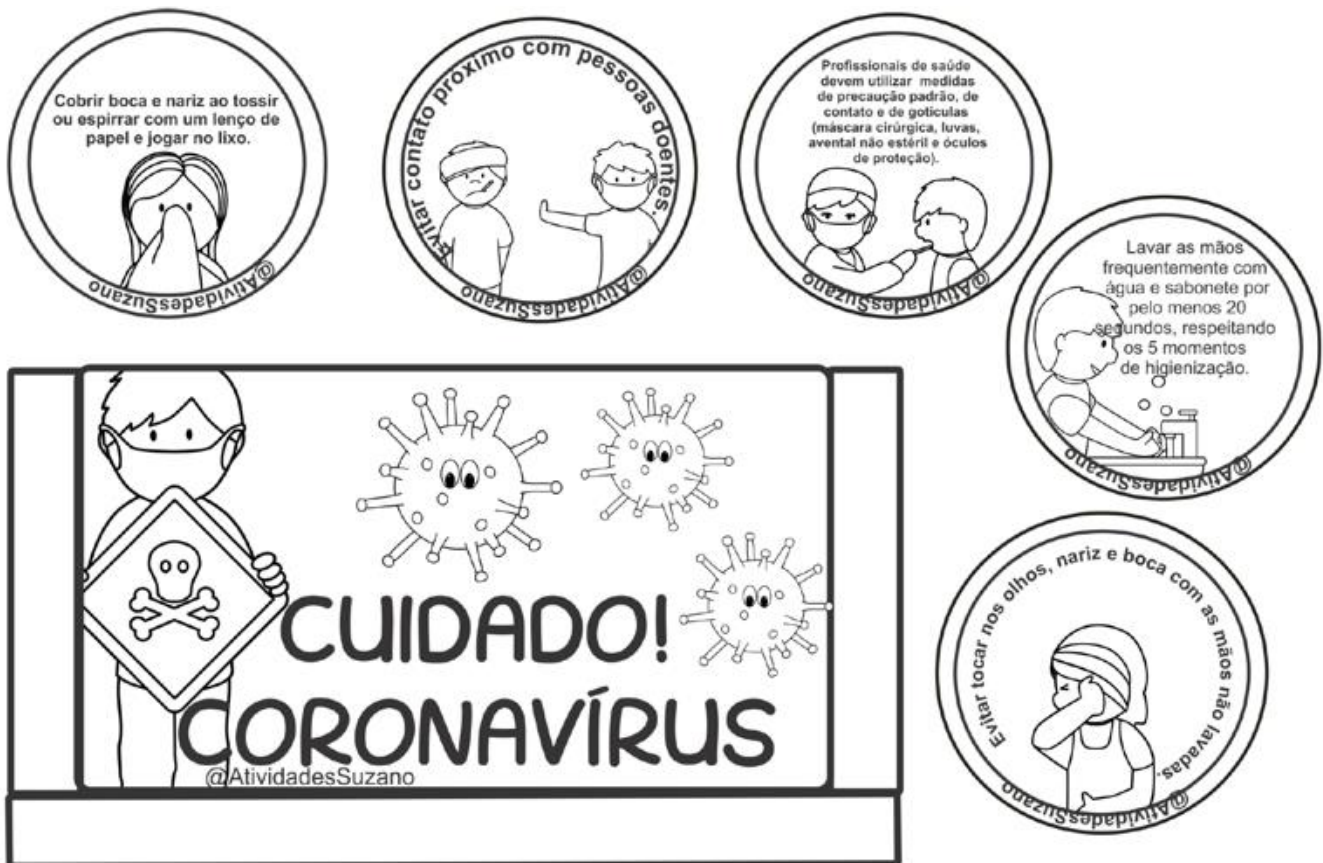 Cobrir boca e nariz ao tossir
ou espirrar com um lenço de
papel e jogar no lixo.
@AtividadesSuzano
Evitar contato próximo com pessoas doentes.
@AtividadesSuzano
Profissionais de saúde
devem utilizar medidas
de precaução padrão, de
contato e de gotículas
(máscara cirúrgica, luvas,
avental não estéril e óculos
de proteção).
@AtividadesSuzano
Lavar as mãos
frequentemente com
água e sabonete por
pelo menos 20
segundos, respeitando
os 5 momentos
de higienização.
@AtividadesSuzano
CUIDADO!
CORONAVÍRUS
@AtividadesSuzano
Evitar tocar nos olhos, nariz e boca com as mãos não lavadas.
@AtividadesSuzano